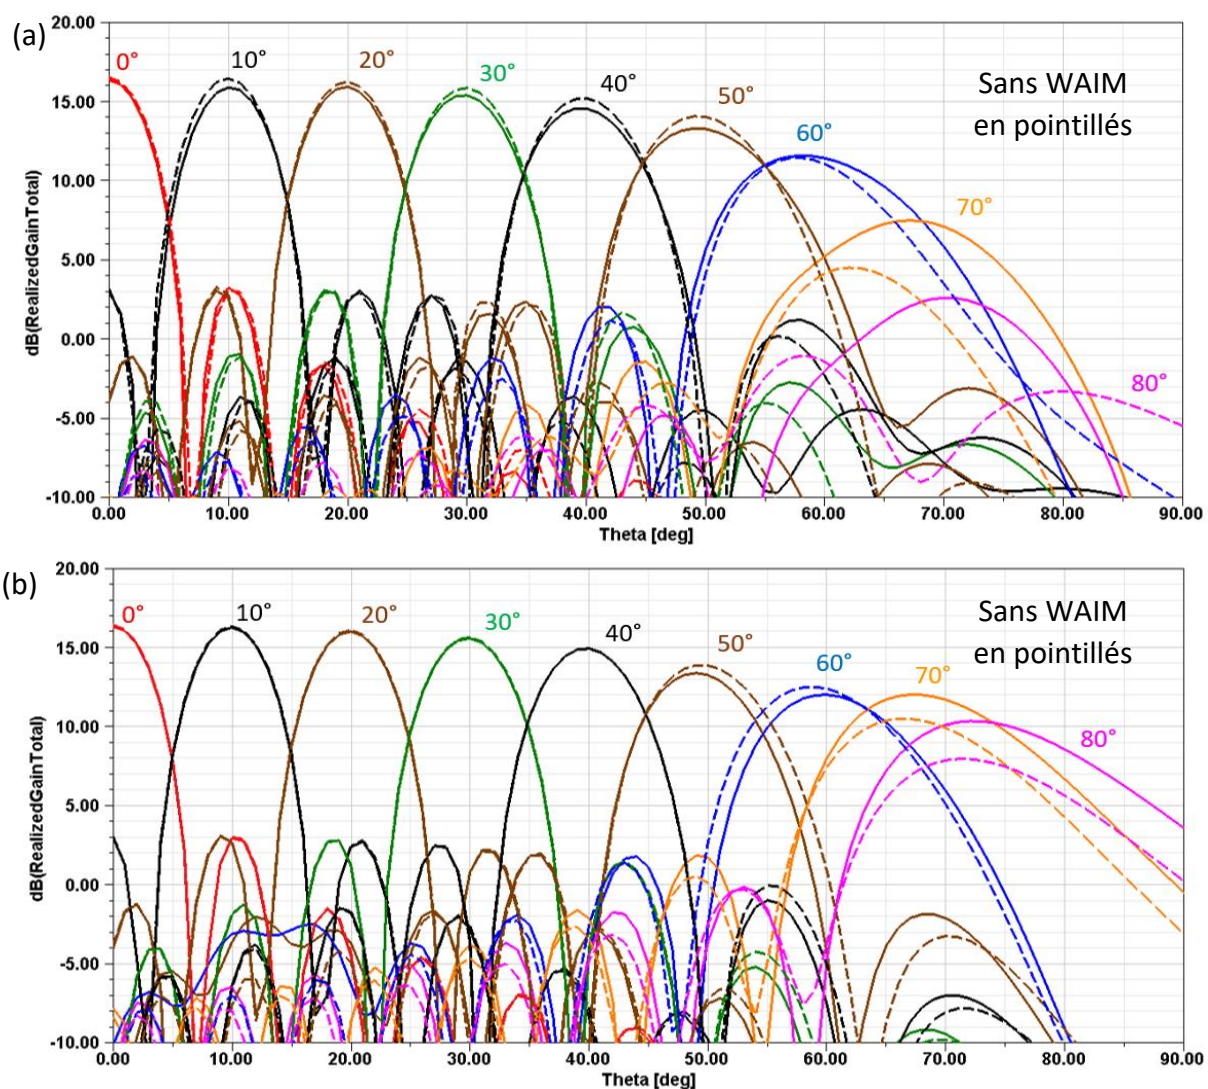 (a)
20.00
15.00
10.00
5.00
0.00
-5.00
-10.00
dB(RealizedGainTotal)
0°
10°
20°
30°
40°
50°
60°
70°
80°
Sans WAIM
en pointillés
0.00 10.00 20.00 30.00 40.00 50.00 60.00 70.00 80.00 90.00
Theta [deg]
(b)
20.00
15.00
10.00
5.00
0.00
-5.00
-10.00
dB(RealizedGainTotal)
0°
10°
20°
30°
40°
50°
60°
70°
80°
Sans WAIM
en pointillés
0.00 10.00 20.00 30.00 40.00 50.00 60.00 70.00 80.00 90.00
Theta [deg]